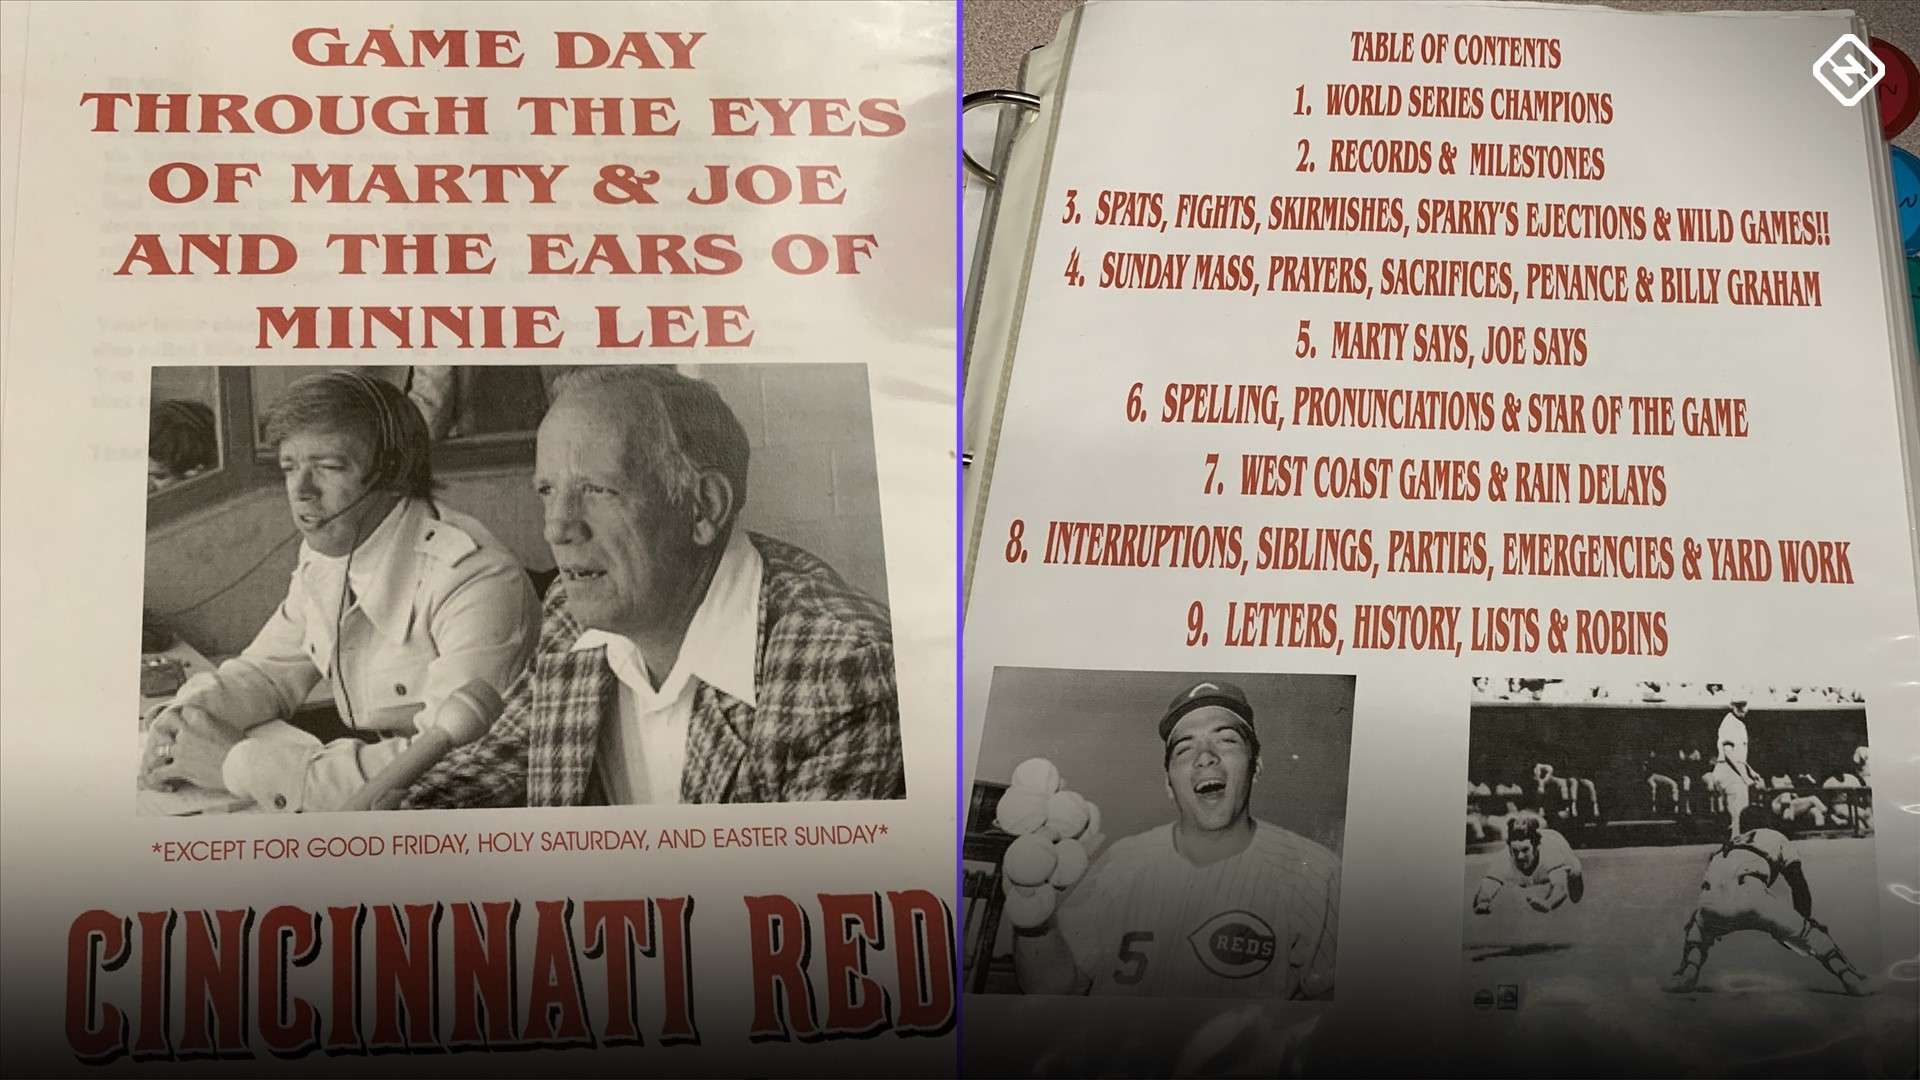 GAME DAY
THROUGH THE EYES
OF MARTY & JOE
AND THE EARS OF
MINNIE LEE
*EXCEPT FOR GOOD FRIDAY, HOLY SATURDAY, AND EASTER SUNDAY*
CINCINNATI RED
TABLE OF CONTENTS
1. WORLD SERIES CHAMPIONS
2. RECORDS & MILESTONES
3. SPATS, FIGHTS, SKIRMISHES, SPARKY'S EJECTIONS & WILD GAMES!!
4. SUNDAY MASS, PRAYERS, SACRIFICES, PENANCE & BILLY GRAHAM
5. MARTY SAYS, JOE SAYS
6. SPELLING, PRONUNCIATIONS & STAR OF THE GAME
7. WEST COAST GAMES & RAIN DELAYS
8. INTERRUPTIONS, SIBLINGS, PARTIES, EMERGENCIES & YARD WORK
9. LETTERS, HISTORY, LISTS & ROBINS
5 REDS